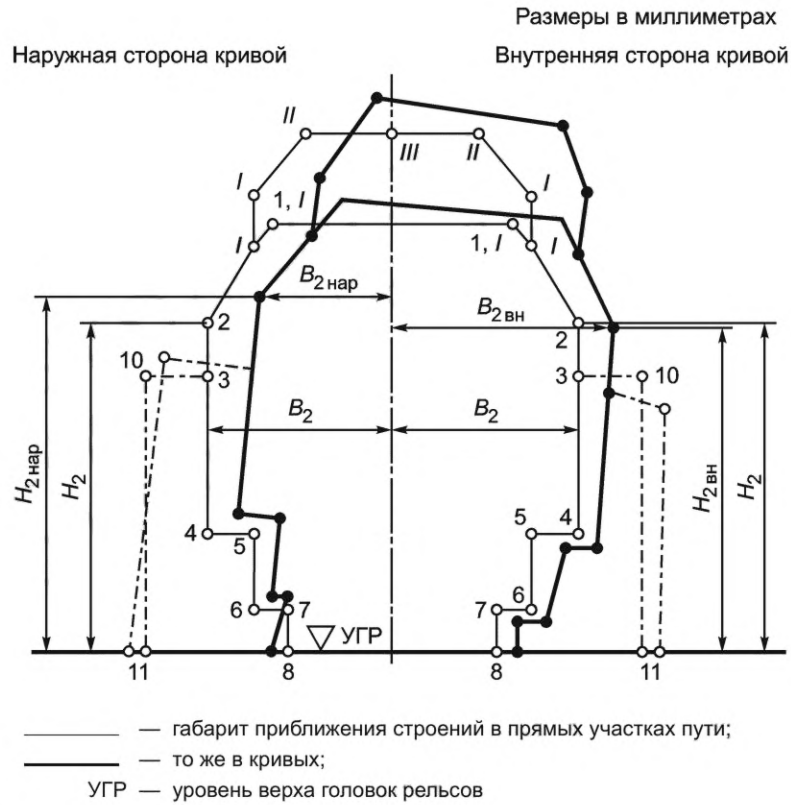 Размеры в миллиметрах
Наружная сторона кривой
Внутренняя сторона кривой
II
III
II
I
I
1, I
1, I
I
I
B2 нар
B2 вн
2
2
10
3
3
10
B2
B2
H2 нар
H2
H2 вн
H2
4
5
5
4
6
7
7
6
УГР
11
8
8
11
— габарит приближения строений в прямых участках пути;
— то же в кривых;
УГР — уровень верха головок рельсов